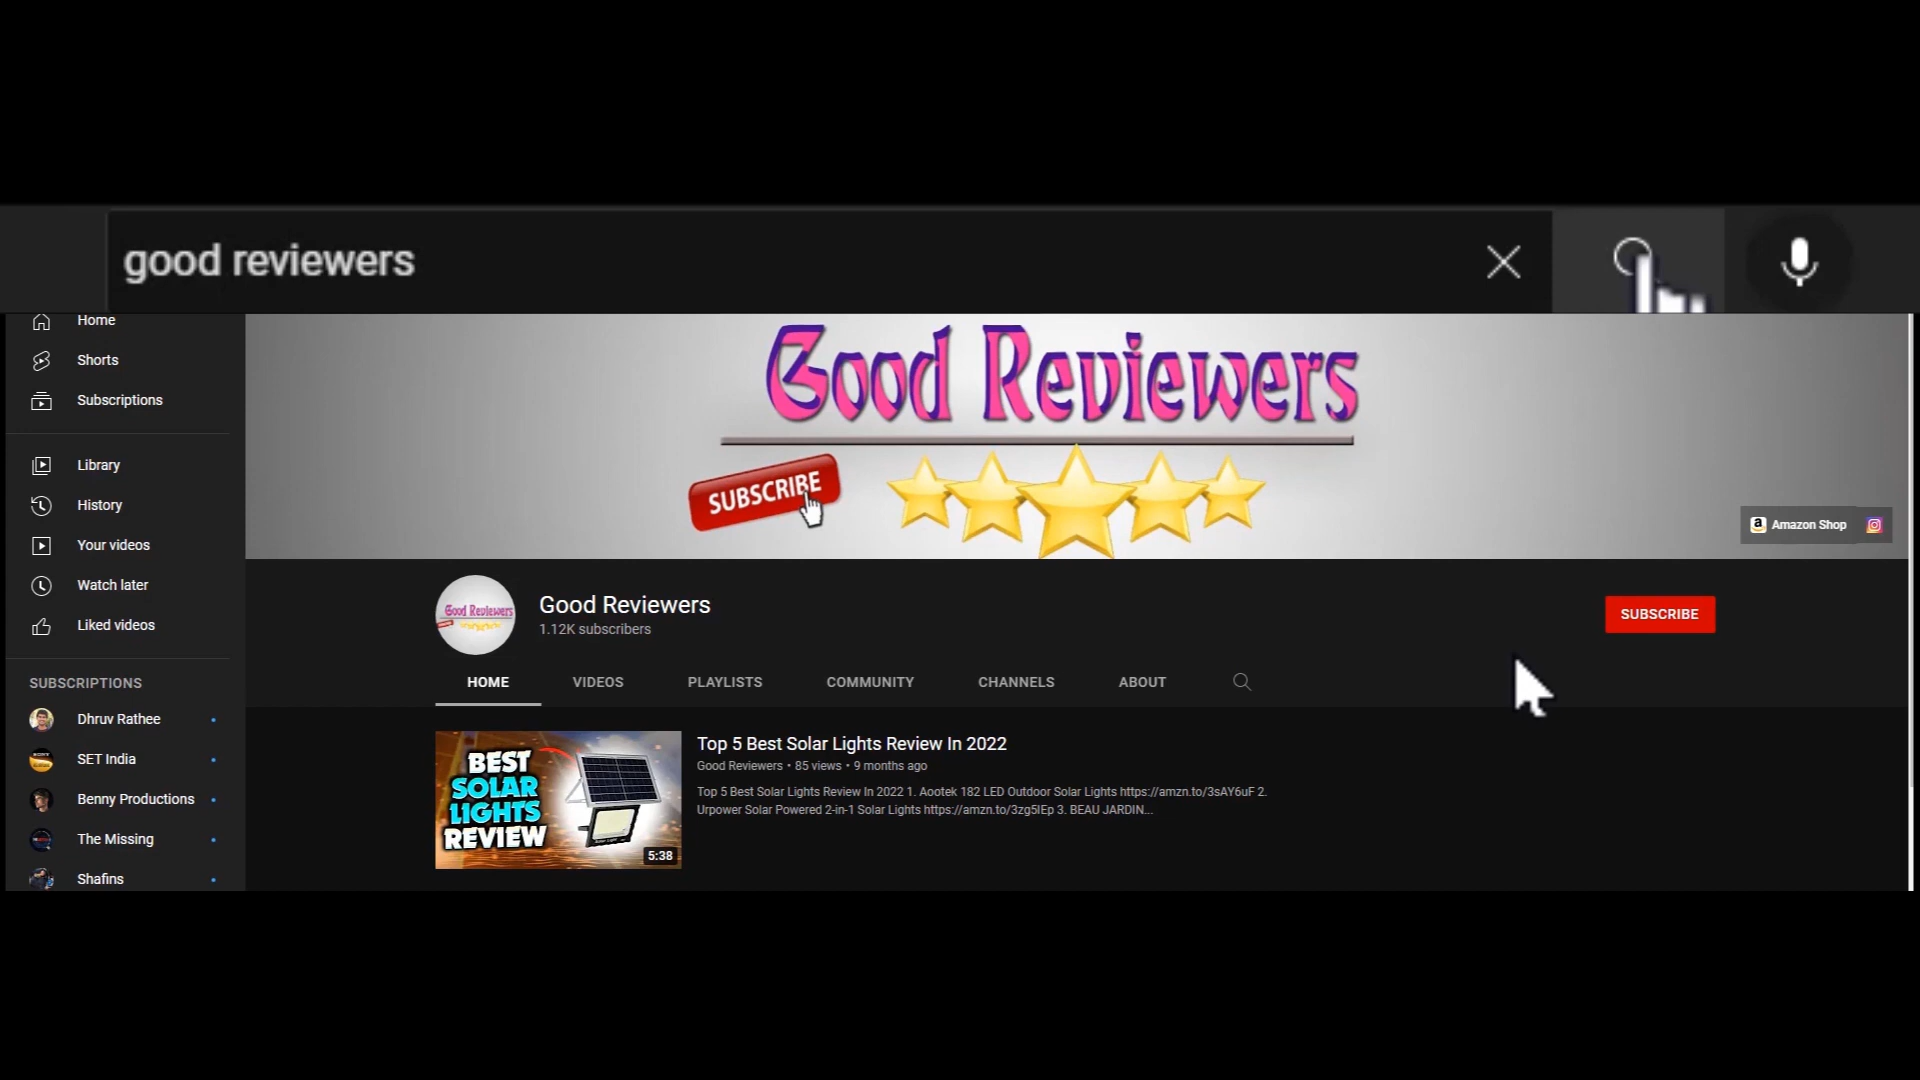 good reviewers
Home
Shorts
Subscriptions
Library
History
Your videos
Watch later
Liked videos
SUBSCRIPTIONS
Dhruv Rathee
SET India
Benny Productions
The Missing
Shafins
Good Reviewers
SUBSCRIBE
Amazon Shop
Good Reviewers
Good Reviewers
1.12K subscribers
SUBSCRIBE
HOME
VIDEOS
PLAYLISTS
COMMUNITY
CHANNELS
ABOUT
BEST
SOLAR
LIGHTS
REVIEW
5:38
Top 5 Best Solar Lights Review In 2022
Good Reviewers • 85 views • 9 months ago
Top 5 Best Solar Lights Review In 2022 1. Aootek 182 LED Outdoor Solar Lights https://amzn.to/3sAY6uF 2.
Urpower Solar Powered 2-in-1 Solar Lights https://amzn.to/3zg5IEp 3. BEAU JARDIN...